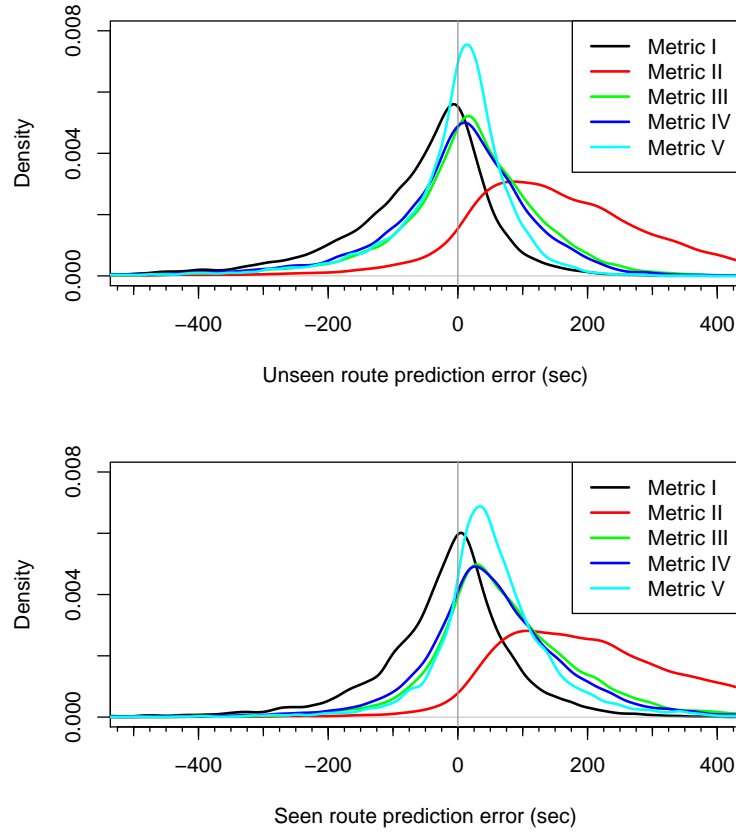 Density
0.000 0.004 0.008
Metric I
Metric II
Metric III
Metric IV
Metric V
−400 −200 0 200 400
Unseen route prediction error (sec)
Density
0.000 0.004 0.008
Metric I
Metric II
Metric III
Metric IV
Metric V
−400 −200 0 200 400
Seen route prediction error (sec)